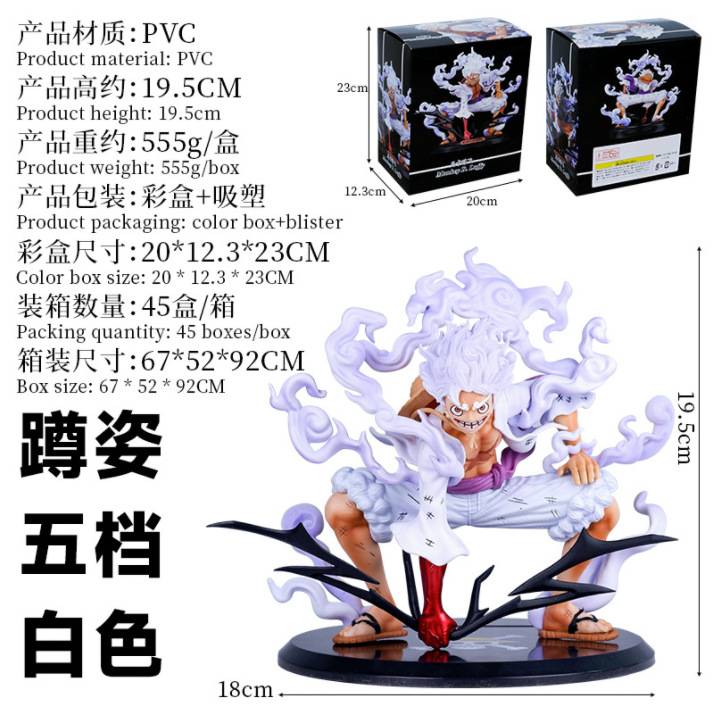 产品材质:PVC
Product material: PVC
产品高约:19.5CM
Product height: 19.5cm
产品重约:555g/盒
Product weight: 555g/box
产品包装:彩盒+吸塑
Product packaging: color box+blister
彩盒尺寸:20*12.3*23CM
Color box size: 20 * 12.3 * 23CM
装箱数量:45盒/箱
Packing quantity: 45 boxes/box
箱装尺寸:67*52*92CM
Box size: 67 * 52 * 92CM
蹲姿
五档
白色
23cm
12.3cm
20cm
Monkey D. Luffy
19.5cm
18cm